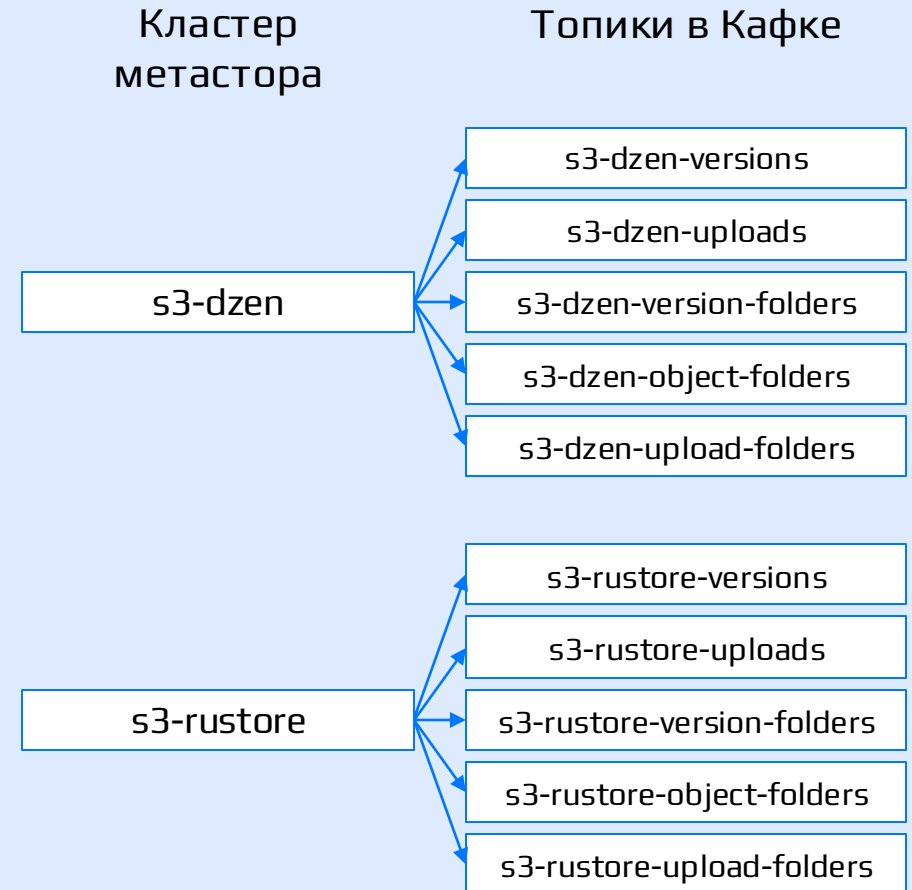 Кластер
метастора
Топики в Кафке
s3-dzen
s3-dzen-versions
s3-dzen-uploads
s3-dzen-version-folders
s3-dzen-object-folders
s3-dzen-upload-folders
s3-rustore
s3-rustore-versions
s3-rustore-uploads
s3-rustore-version-folders
s3-rustore-object-folders
s3-rustore-upload-folders